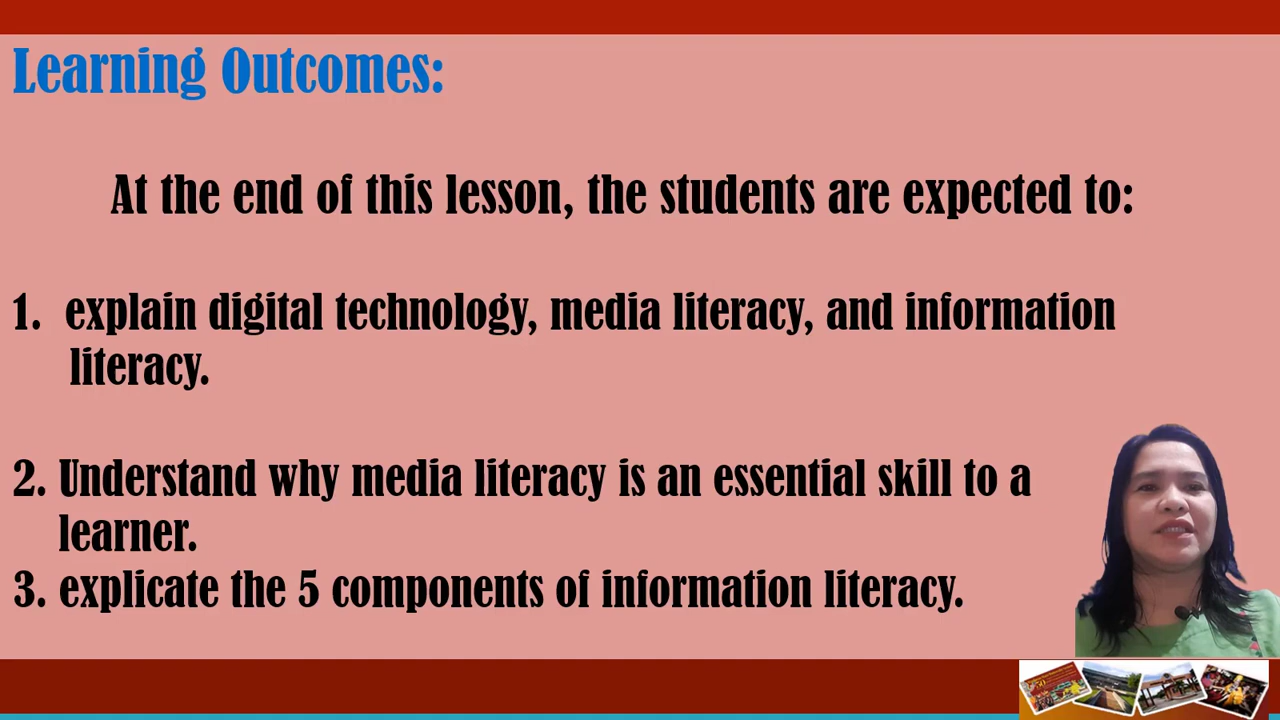 Learning Outcomes:
At the end of this lesson, the students are expected to:
1. explain digital technology, media literacy, and information
literacy.
2. Understand why media literacy is an essential skill to a
learner.
3. explicate the 5 components of information literacy.